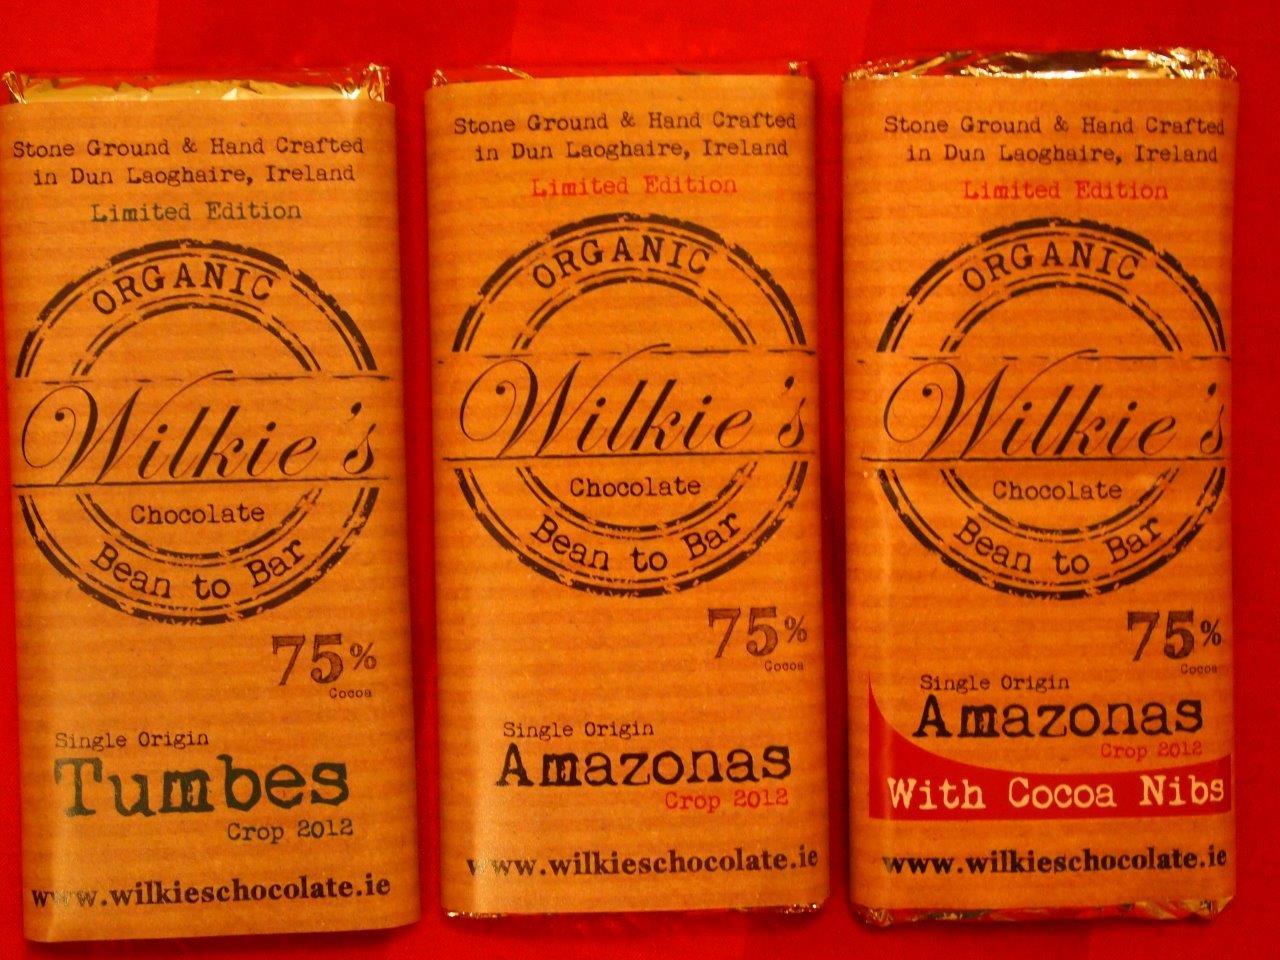 Stone Ground & Hand Crafted
in Dun Laoghaire, Ireland
Limited Edition
ORGANIC
Wilkie's
Chocolate
Bean to Bar
75%
Cocoa
Single Origin
Tumbes
Crop 2012
www.wilkieschocolate.ie
Stone Ground & Hand Crafted
in Dun Laoghaire, Ireland
Limited Edition
ORGANIC
Wilkie's
Chocolate
Bean to Bar
75%
Cocoa
Single Origin
Amazonas
Crop 2012
www.wilkieschocolate.ie
Stone Ground & Hand Crafted
in Dun Laoghaire, Ireland
Limited Edition
ORGANIC
Wilkie's
Chocolate
Bean to Bar
75%
Cocoa
Single Origin
Amazonas
Crop 2012
With Cocoa Nibs
www.wilkieschocolate.ie